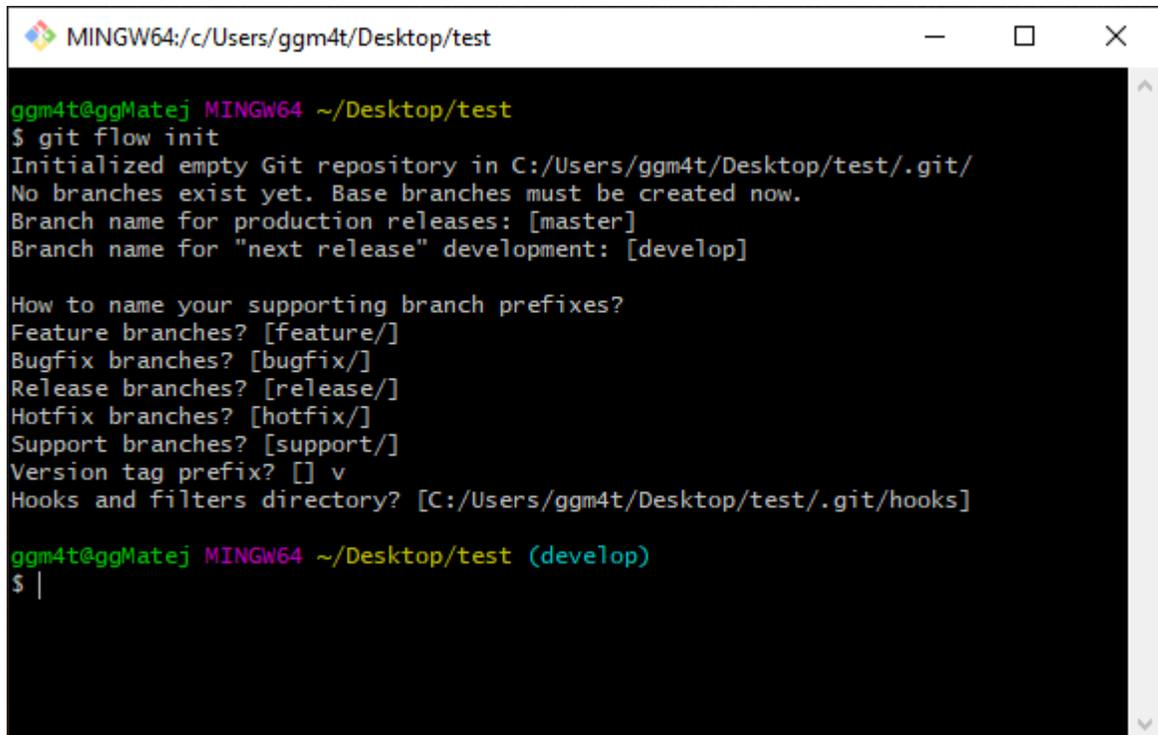 MINGW64:/c/Users/ggm4t/Desktop/test
ggm4t@ggMatej MINGW64 ~/Desktop/test
$ git flow init
Initialized empty Git repository in C:/Users/ggm4t/Desktop/test/.git/
No branches exist yet. Base branches must be created now.
Branch name for production releases: [master]
Branch name for "next release" development: [develop]
How to name your supporting branch prefixes?
Feature branches? [feature/]
Bugfix branches? [bugfix/]
Release branches? [release/]
Hotfix branches? [hotfix/]
Support branches? [support/]
Version tag prefix? [] v
Hooks and filters directory? [C:/Users/ggm4t/Desktop/test/.git/hooks]
ggm4t@ggMatej MINGW64 ~/Desktop/test (develop)
$